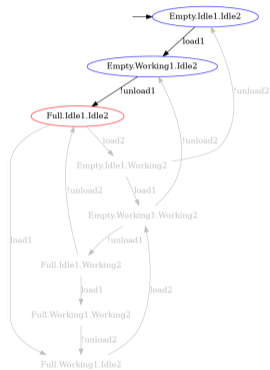 Empty.Idle1.Idle2
load1
Empty.Working1.Idle2
!unload1
!unload2
Full.Idle1.Idle2
load2
!unload2
Empty.Idle1.Working2
!unload2
load2
Empty.Working1.Working2
load1
!unload1
Full.Idle1.Working2
load1
load2
Full.Working1.Working2
!unload2
Full.Working1.Idle2